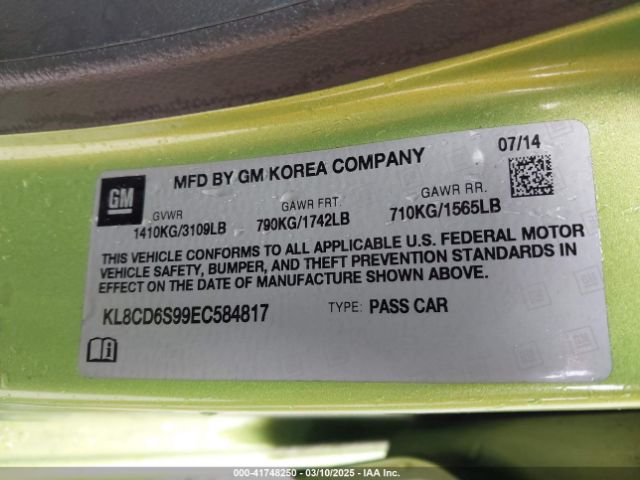 07/14
MFD BY GM KOREA COMPANY
GM
GVWR GAWR FRT. GAWR RR.
1410KG/3109LB 790KG/1742LB 710KG/1565LB
THIS VEHICLE CONFORMS TO ALL APPLICABLE U.S. FEDERAL MOTOR
VEHICLE SAFETY, BUMPER, AND THEFT PREVENTION STANDARDS IN
EFFECT ON THE DATE OF MANUFACTURE SHOWN ABOVE.
KL8CD6S99EC584817 TYPE: PASS CAR
000-41748250 - 03/10/2025 - IAA Inc.